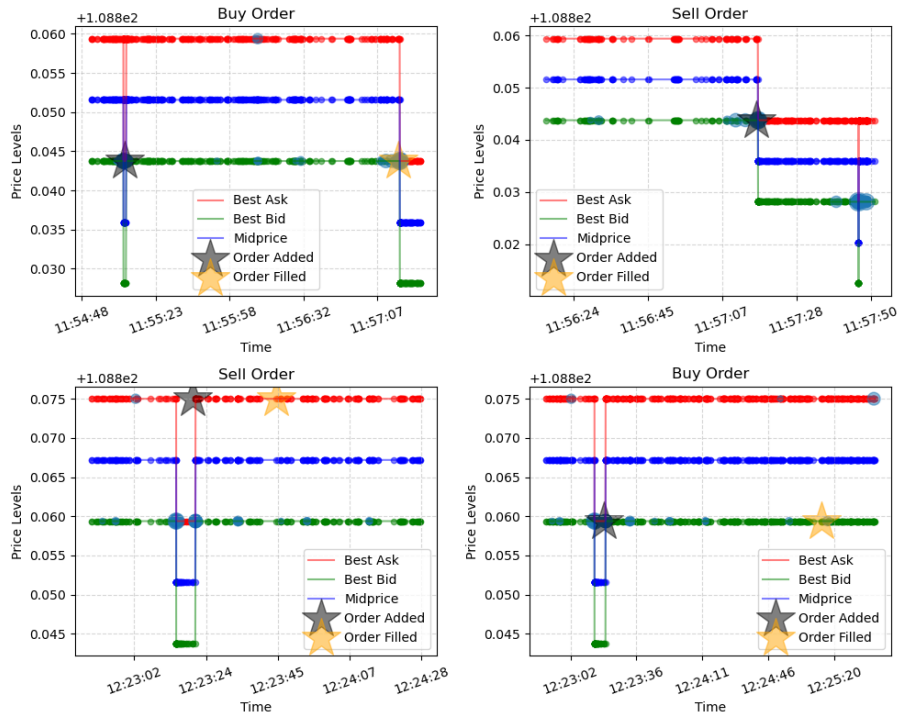 Buy Order
+1.088e2
0.060
0.055
0.050
0.045
0.040
0.035
0.030
Price Levels
Best Ask
Best Bid
Midprice
Order Added
Order Filled
11:54:48
11:55:23
11:55:58
11:56:32
11:57:07
Time
Sell Order
+1.088e2
0.06
0.05
0.04
0.03
0.02
Price Levels
Best Ask
Best Bid
Midprice
Order Added
Order Filled
11:56:24
11:56:45
11:57:07
11:57:28
11:57:50
Time
Sell Order
+1.088e2
0.075
0.070
0.065
0.060
0.055
0.050
0.045
Price Levels
Best Ask
Best Bid
Midprice
Order Added
Order Filled
12:23:02
12:23:24
12:23:45
12:24:07
12:24:28
Time
Buy Order
+1.088e2
0.075
0.070
0.065
0.060
0.055
0.050
0.045
Price Levels
Best Ask
Best Bid
Midprice
Order Added
Order Filled
12:23:02
12:23:36
12:24:11
12:24:46
12:25:20
Time